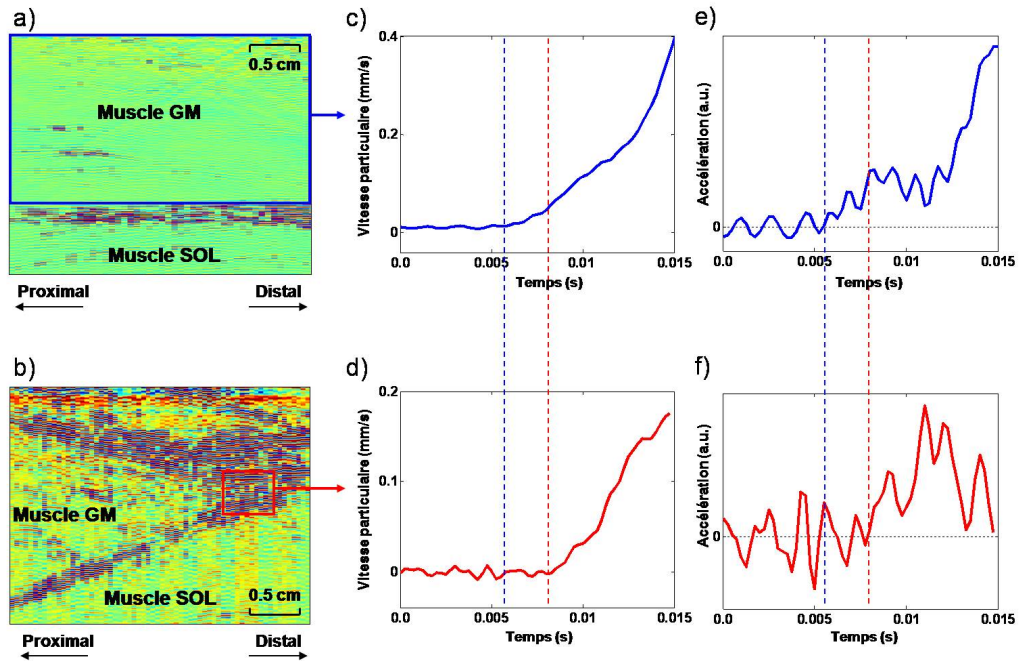 a)
0.5 cm
Muscle GM
Muscle SOL
Proximal
Distal
c)
Vitesse particulaire (mm/s)
0.4
0.2
0
0.0
0.005
0.01
0.015
Temps (s)
e)
Accélération (a.u.)
0
0.0
0.005
0.01
0.015
Temps (s)
b)
Muscle GM
Muscle SOL
0.5 cm
Proximal
Distal
d)
Vitesse particulaire (mm/s)
0.2
0.1
0
0.0
0.005
0.01
0.015
Temps (s)
f)
Accélération (a.u.)
0
0.0
0.005
0.01
0.015
Temps (s)